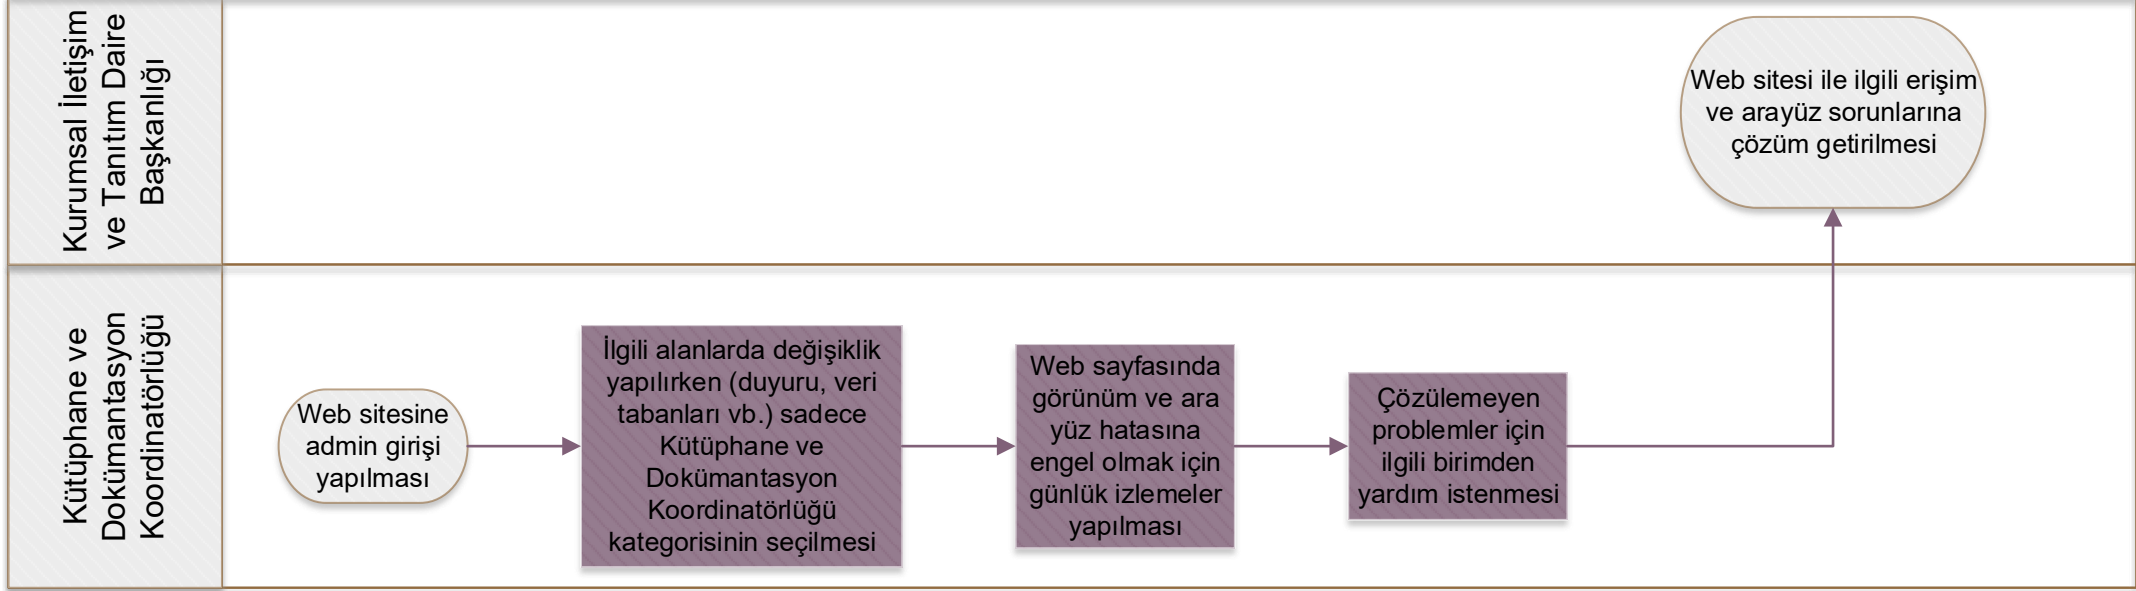 Kurumsal İletişim
ve Tanıtım Daire
Başkanlığı
Web sitesi ile ilgili erişim
ve arayüz sorunlarına
çözüm getirilmesi
Kütüphane ve
Dokümantasyon
Koordinatörlüğü
Web sitesine
admin girişi
yapılması
İlgili alanlarda değişiklik
yapılırken (duyuru, veri
tabanları vb.) sadece
Kütüphane ve
Dokümantasyon
Koordinatörlüğü
kategorisinin seçilmesi
Web sayfasında
görünüm ve ara
yüz hatasına
engel olmak için
günlük izlemeler
yapılması
Çözülemeyen
problemler için
ilgili birimden
yardım istenmesi